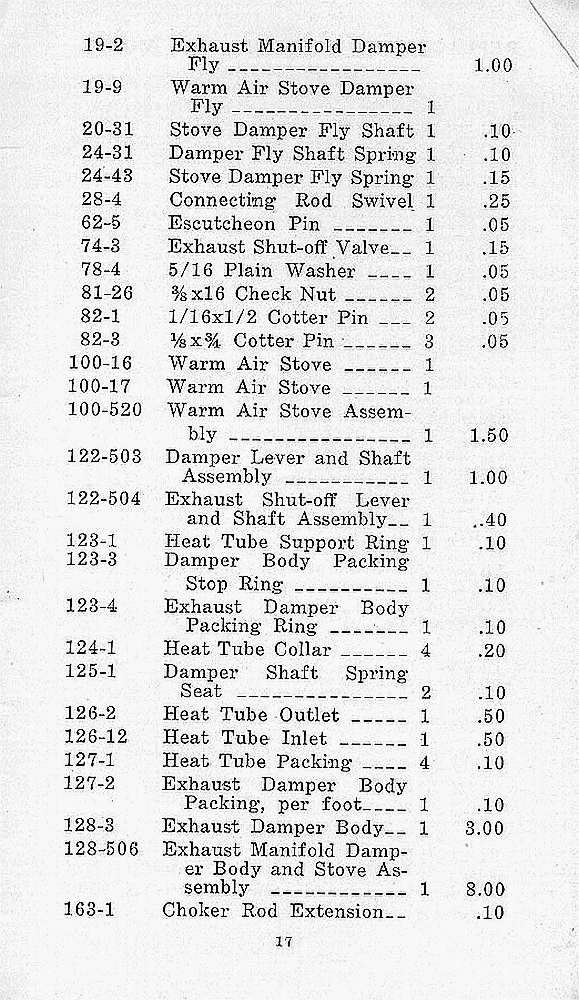 19-2 Exhaust Manifold Damper
Fly ----------------- 1.00
19-9 Warm Air Stove Damper
Fly ---------------- 1
20-31 Stove Damper Fly Shaft 1 .10
24-31 Damper Fly Shaft Spring 1 .10
24-43 Stove Damper Fly Spring 1 .15
28-4 Connecting Rod Swivel 1 .25
62-5 Escutcheon Pin ------- 1 .05
74-3 Exhaust Shut-off Valve-- 1 .15
78-4 5/16 Plain Washer ---- 1 .05
81-26 ⅜x16 Check Nut ------ 2 .05
82-1 1/16x1/2 Cotter Pin --- 2 .05
82-3 ⅛x¾ Cotter Pin ------ 3 .05
100-16 Warm Air Stove ------ 1
100-17 Warm Air Stove ------ 1
100-520 Warm Air Stove Assem-
bly ---------------- 1 1.50
122-503 Damper Lever and Shaft
Assembly ----------- 1 1.00
122-504 Exhaust Shut-off Lever
and Shaft Assembly-- 1 ..40
123-1 Heat Tube Support Ring 1 .10
123-3 Damper Body Packing
Stop Ring ---------- 1 .10
123-4 Exhaust Damper Body
Packing Ring ------- 1 .10
124-1 Heat Tube Collar ------ 4 .20
125-1 Damper Shaft Spring
Seat --------------- 2 .10
126-2 Heat Tube Outlet ----- 1 .50
126-12 Heat Tube Inlet ------ 1 .50
127-1 Heat Tube Packing ---- 4 .10
127-2 Exhaust Damper Body
Packing, per foot---- 1 .10
128-3 Exhaust Damper Body-- 1 3.00
128-506 Exhaust Manifold Damp-
er Body and Stove As-
sembly ------------ 1 8.00
163-1 Choker Rod Extension-- .10
17